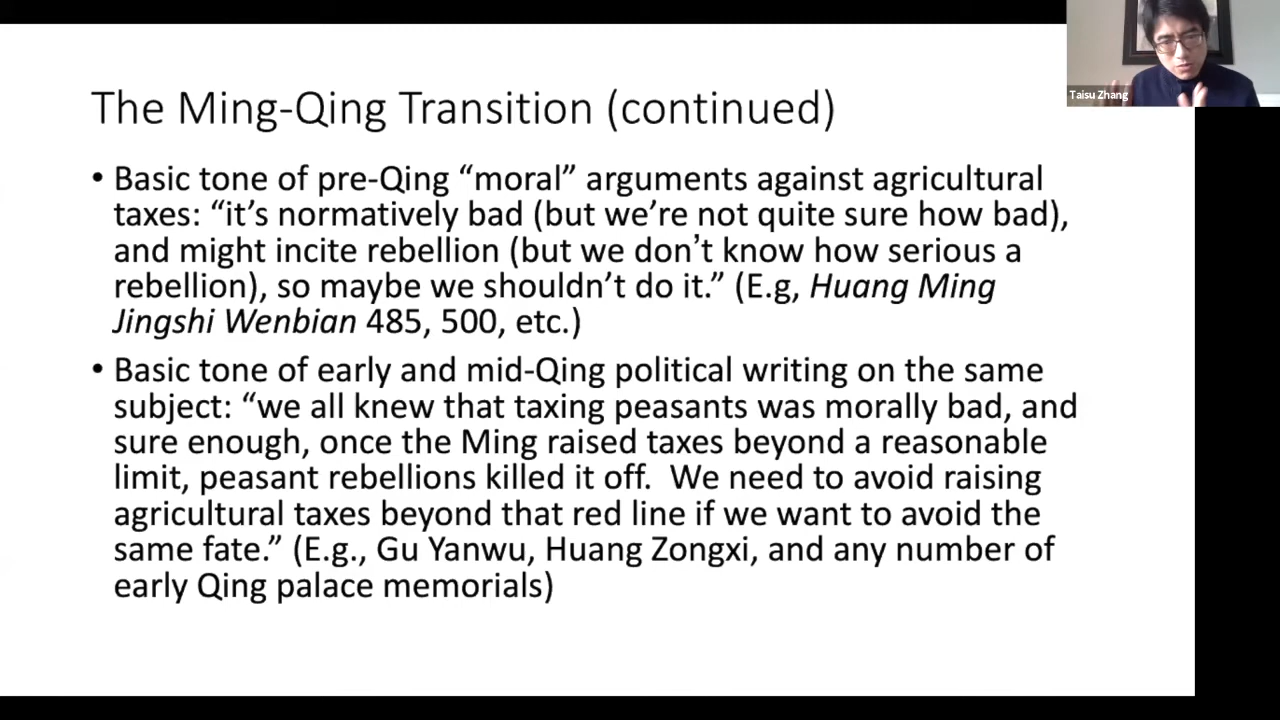 Taisu Zhang
The Ming-Qing Transition (continued)
• Basic tone of pre-Qing “moral” arguments against agricultural
taxes: “it’s normatively bad (but we’re not quite sure how bad),
and might incite rebellion (but we don’t know how serious a
rebellion), so maybe we shouldn’t do it.” (E.g, Huang Ming
Jingshi Wenbian 485, 500, etc.)
• Basic tone of early and mid-Qing political writing on the same
subject: “we all knew that taxing peasants was morally bad, and
sure enough, once the Ming raised taxes beyond a reasonable
limit, peasant rebellions killed it off.  We need to avoid raising
agricultural taxes beyond that red line if we want to avoid the
same fate.” (E.g., Gu Yanwu, Huang Zongxi, and any number of
early Qing palace memorials)